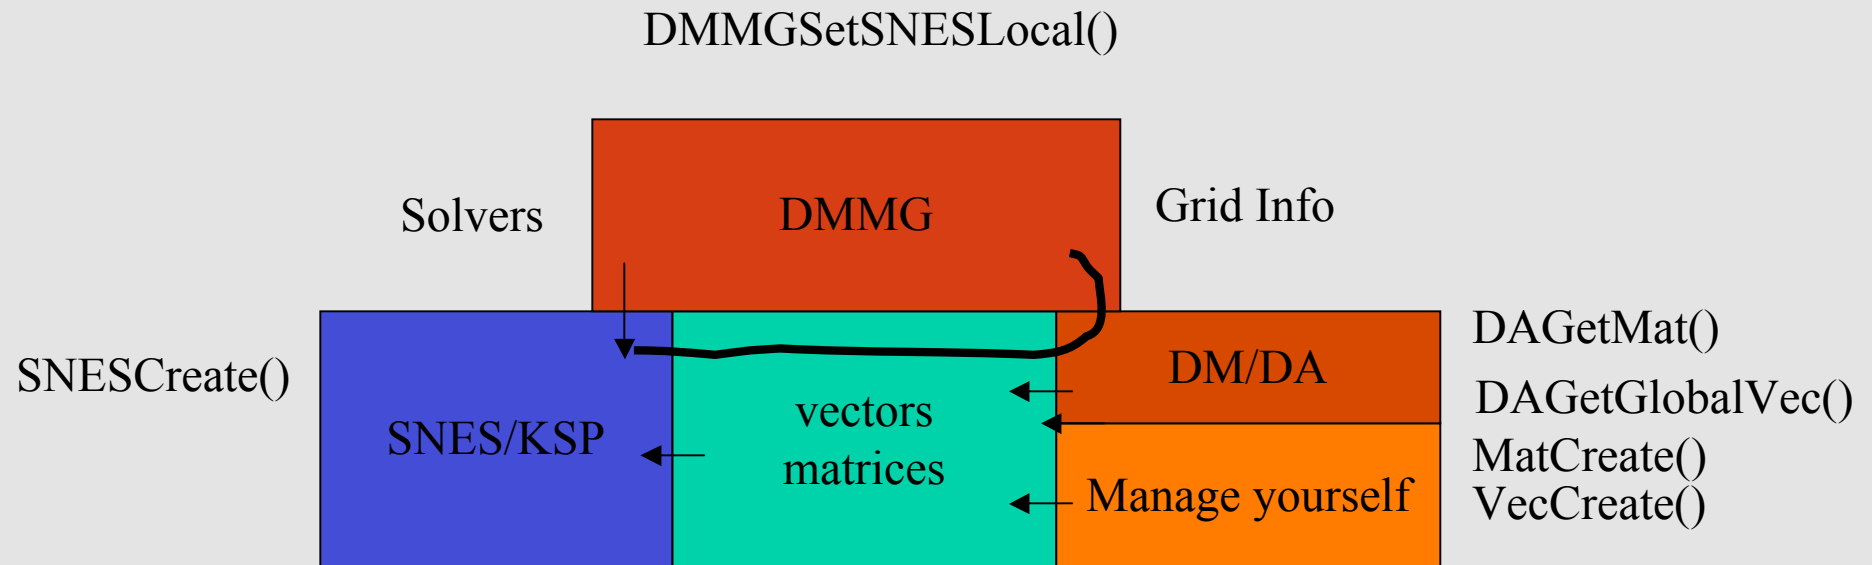 DMMGSetSNESLocal()
Solvers
DMMG
Grid Info
SNESCreate()
SNES/KSP
vectors
matrices
DM/DA
Manage yourself
DAGetMat()
DAGetGlobalVec()
MatCreate()
VecCreate()